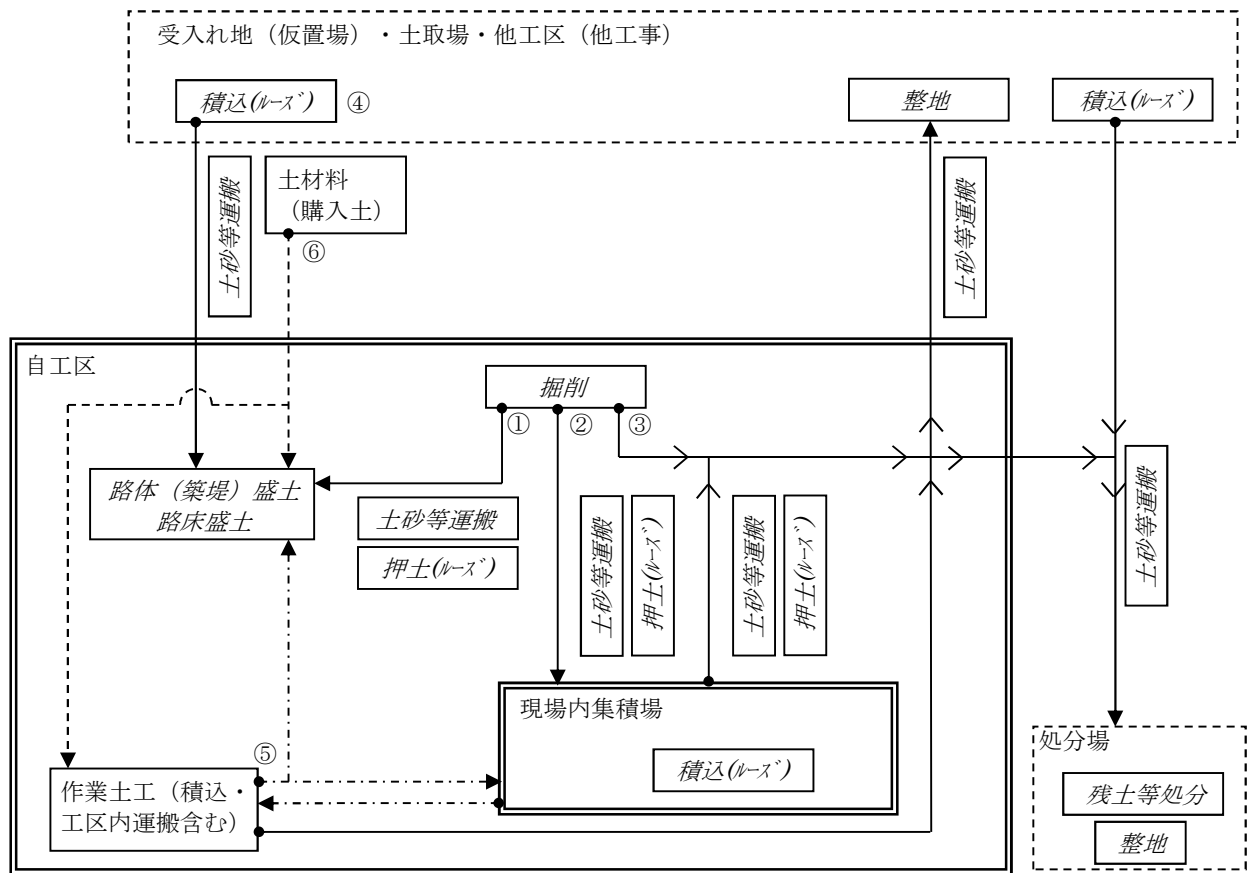 受入れ地（仮置場）・土取場・他工区（他工事）
積込(ルーズ)
④
整地
積込(ルーズ)
土砂等運搬
土材料
（購入土）
⑥
土砂等運搬
自工区
掘削
①
②
③
路体（築堤）盛土
路床盛土
土砂等運搬
押土(ルーズ)
土砂等運搬
押土(ルーズ)
土砂等運搬
押土(ルーズ)
土砂等運搬
現場内集積場
積込(ルーズ)
⑤
作業土工（積込・
工区内運搬含む）
処分場
残土等処分
整地